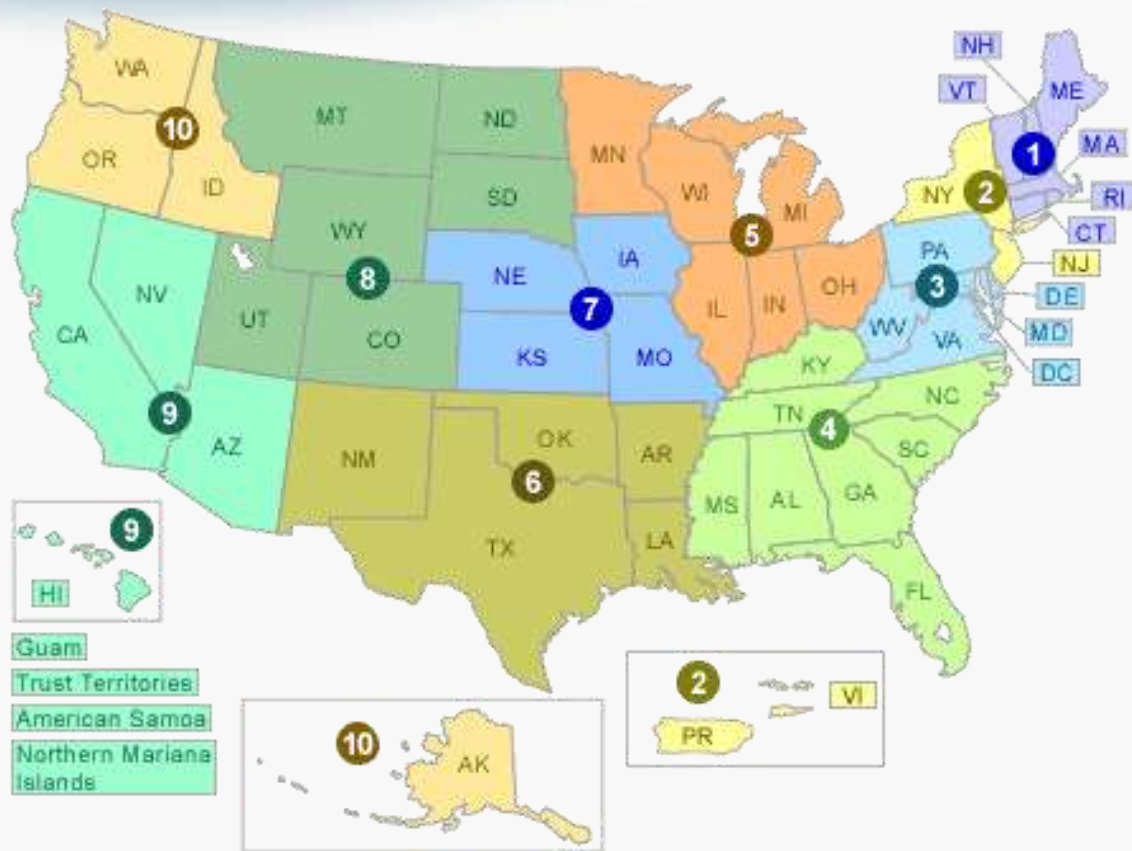 NH
VT
ME
WA
MT
ND
MN
10
OR
ID
SD
WI
MI
NY
2
1
MA
RI
CT
WY
5
PA
NJ
NE
IA
8
7
3
DE
NV
UT
CO
IL
IN
OH
WV
VA
MD
CA
KS
MO
KY
DC
9
AZ
NM
OK
AR
TN
4
NC
SC
6
MS
AL
GA
TX
LA
FL
9
HI
Guam
Trust Territories
American Samoa
Northern Mariana
Islands
10
AK
2
VI
PR